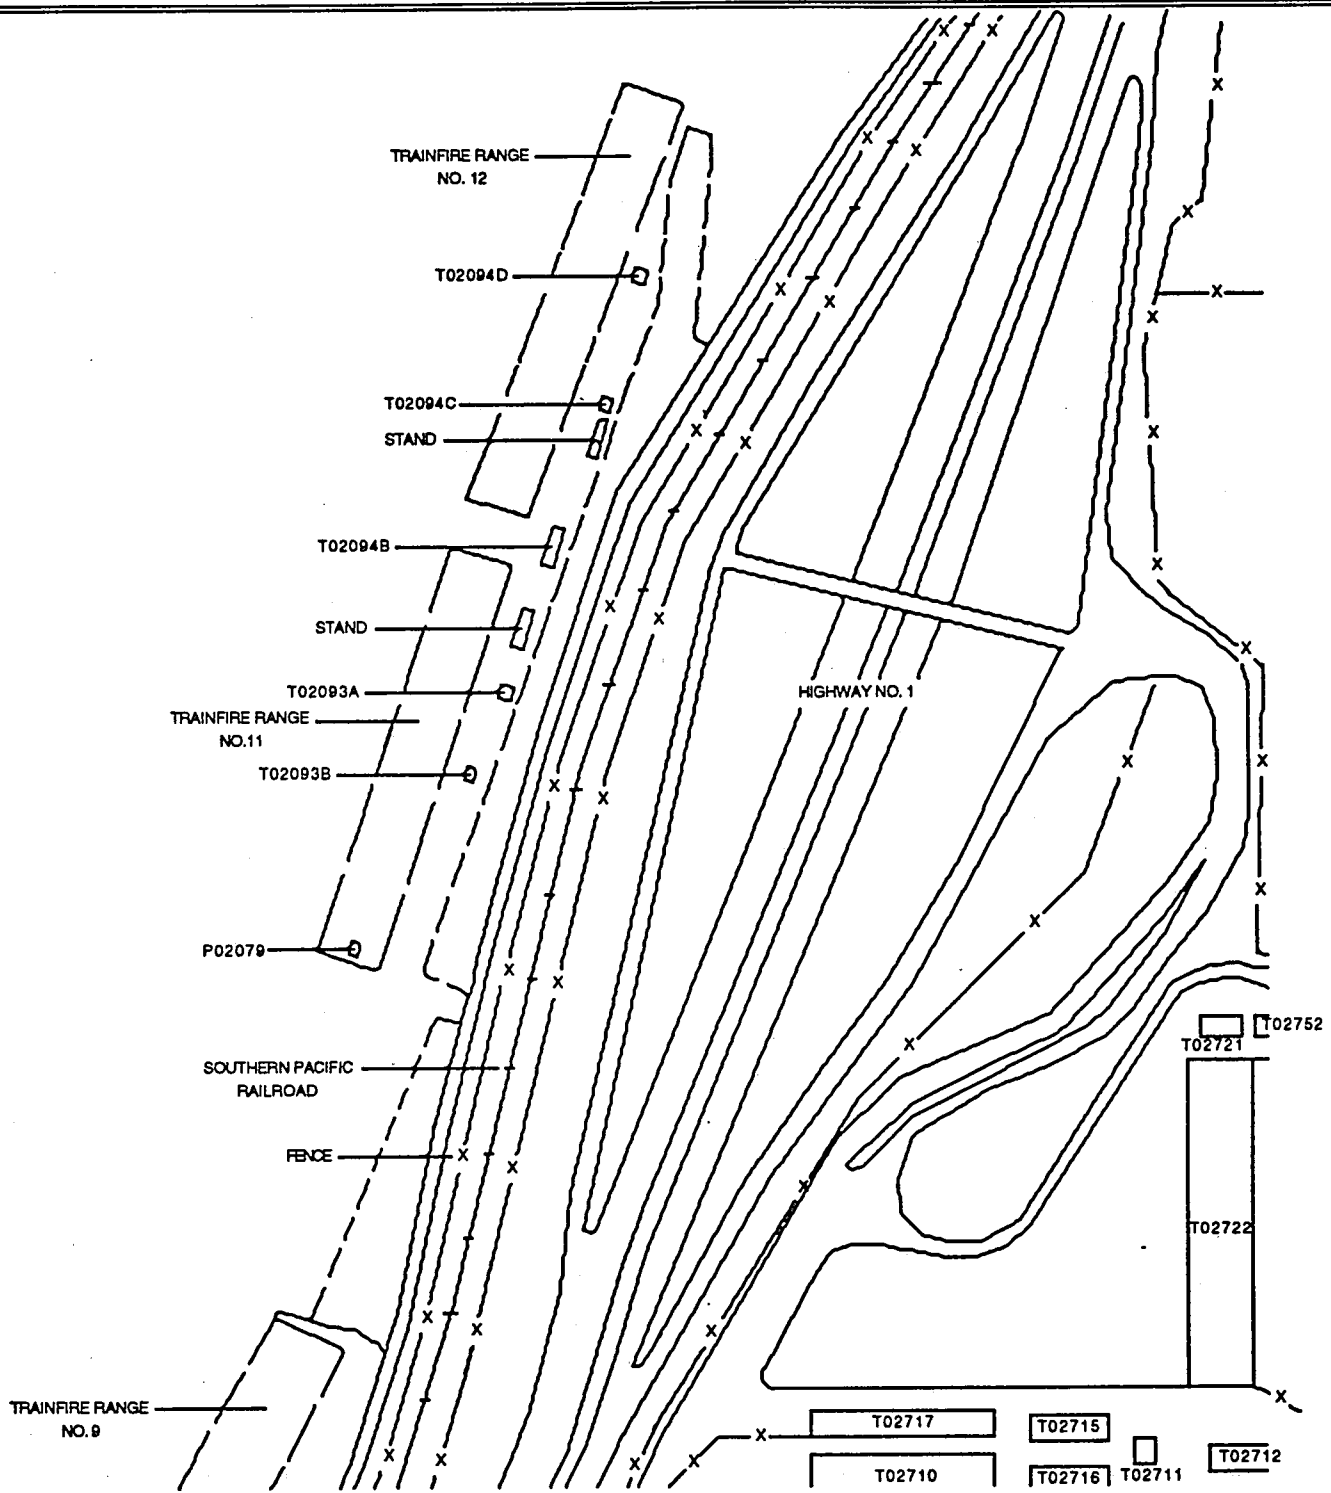 TRAINFIRE RANGE
NO. 12
T02094D
T02094C
STAND
T02094B
STAND
T02093A
HIGHWAY NO. 1
TRAINFIRE RANGE
NO.11
T02093B
P02079
T02752
T02721
SOUTHERN PACIFIC
RAILROAD
FENCE
T02722
TRAINFIRE RANGE
NO. 9
T02717
T02715
T02712
T02710
T02716
T02711